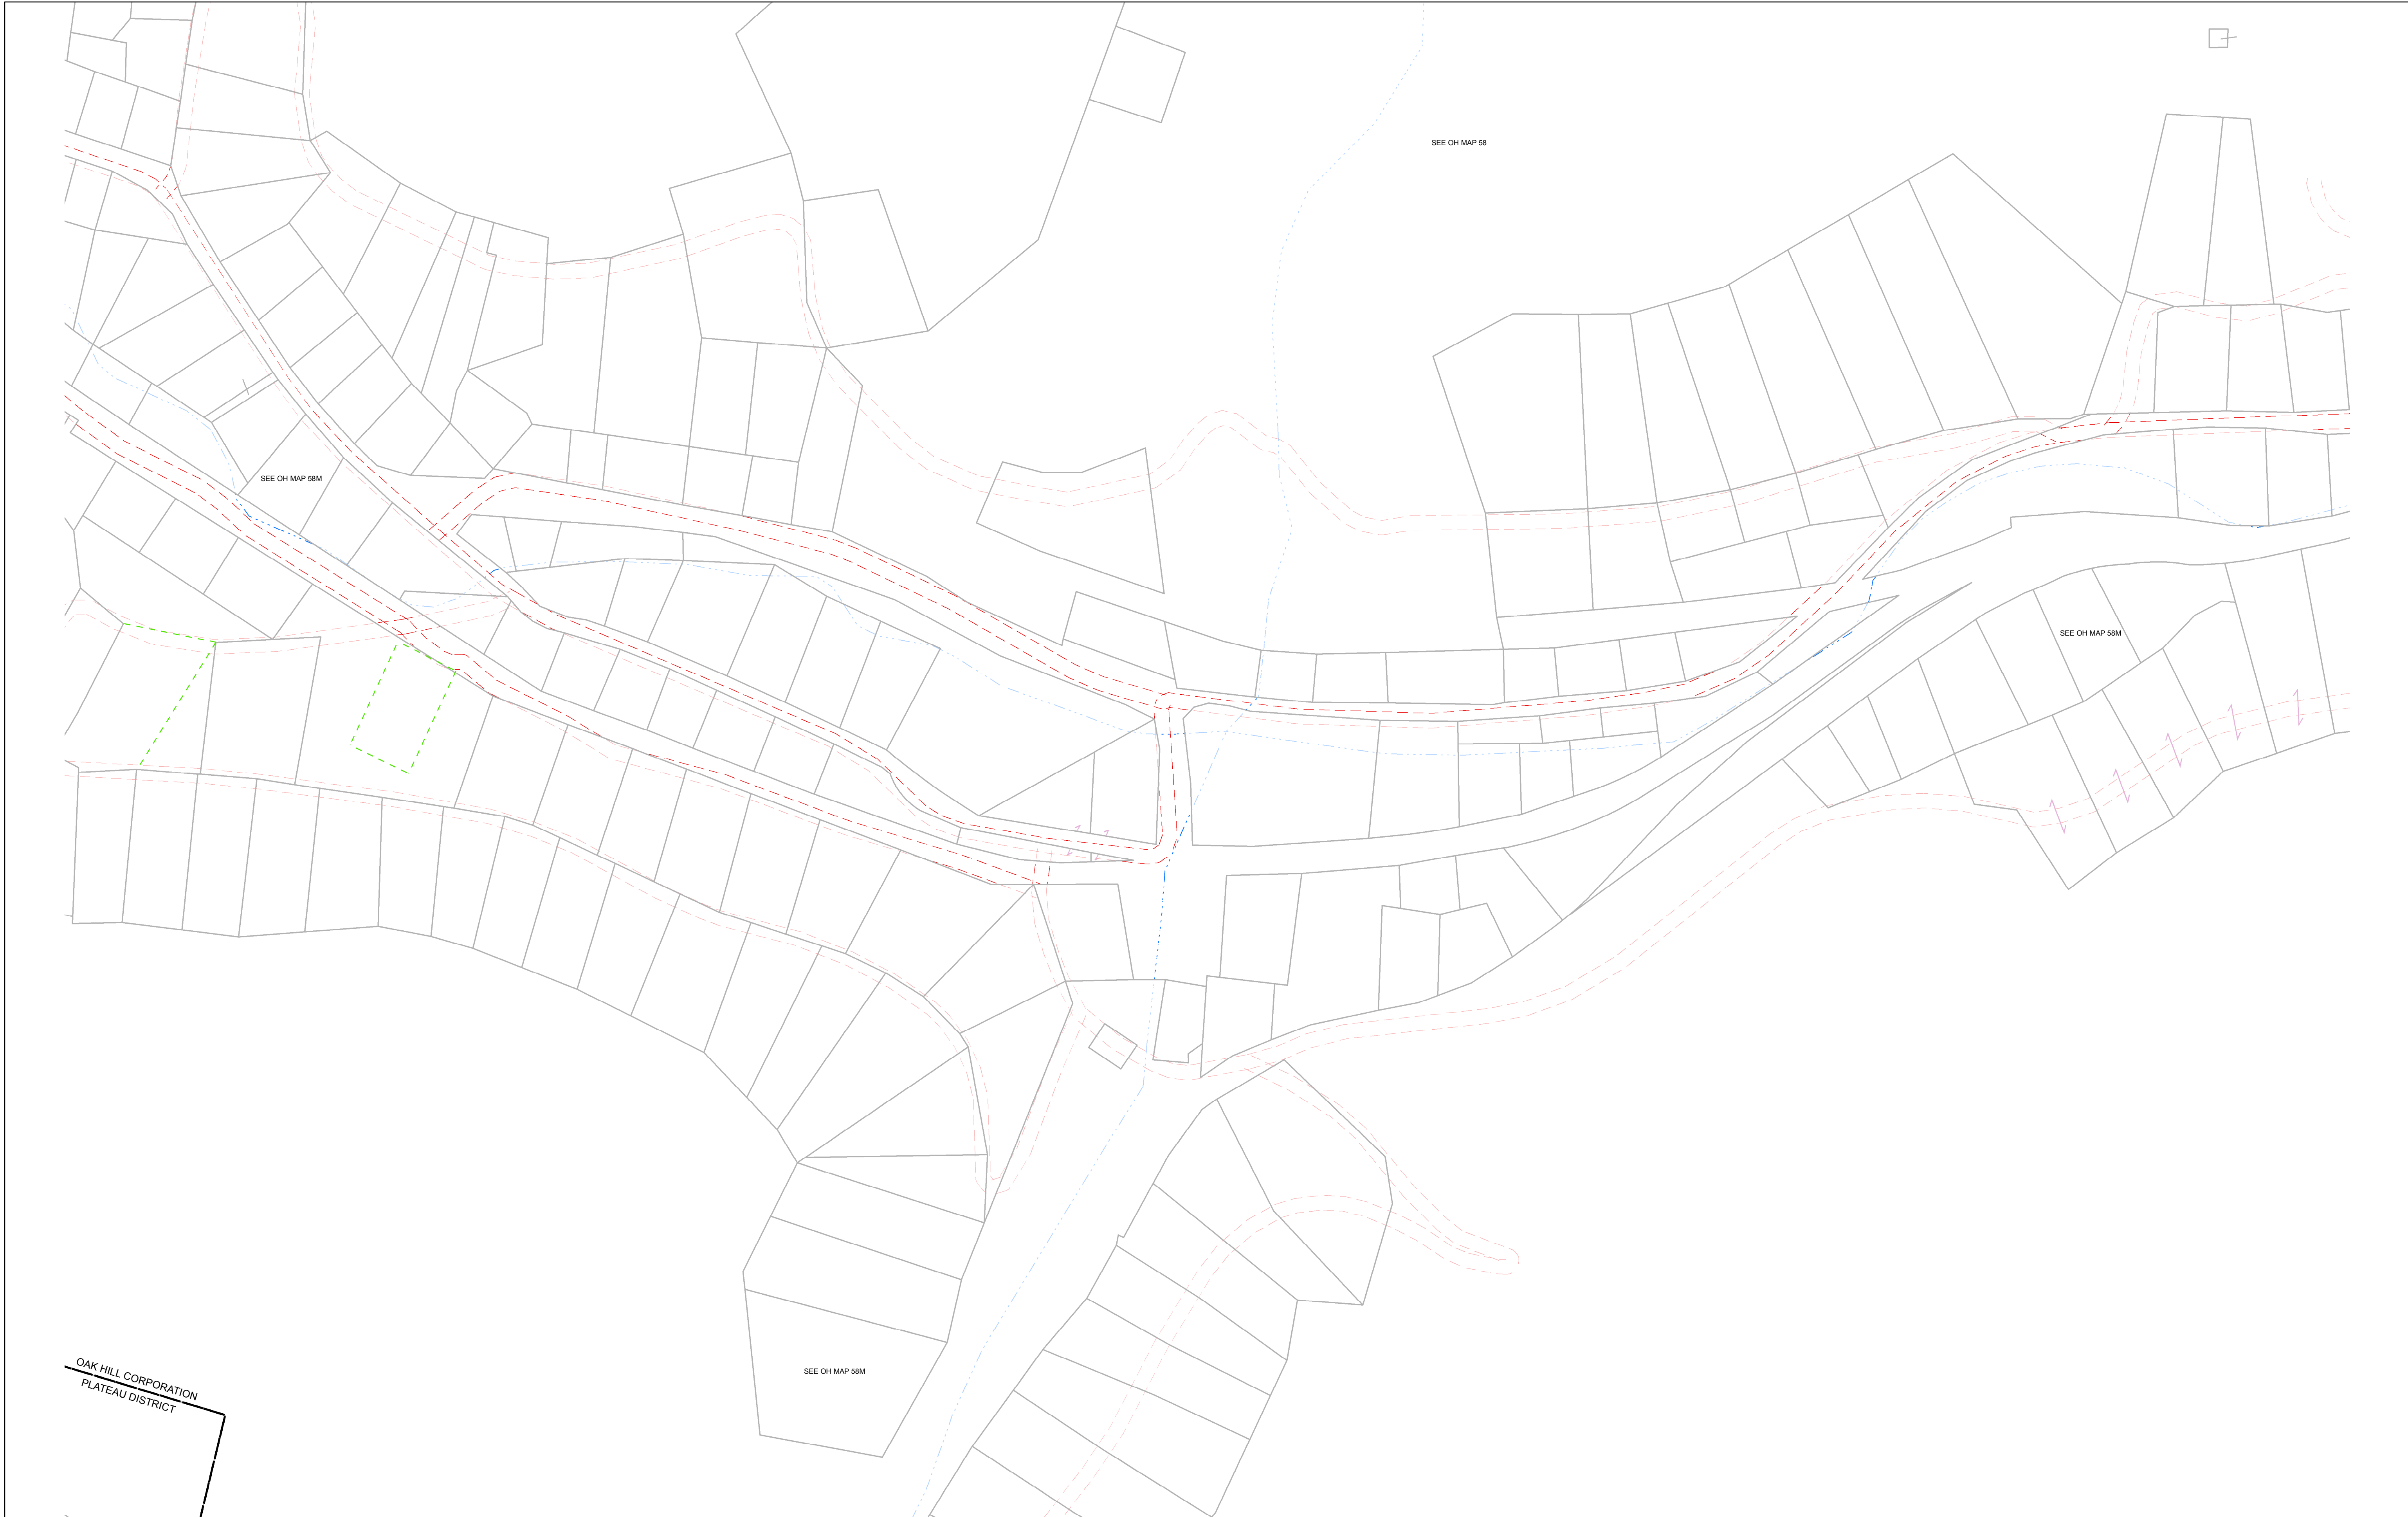 SEE OH MAP 58
SEE OH MAP 58M
SEE OH MAP 58M
OAK HILL CORPORATION
PLATEAU DISTRICT
SEE OH MAP 58M